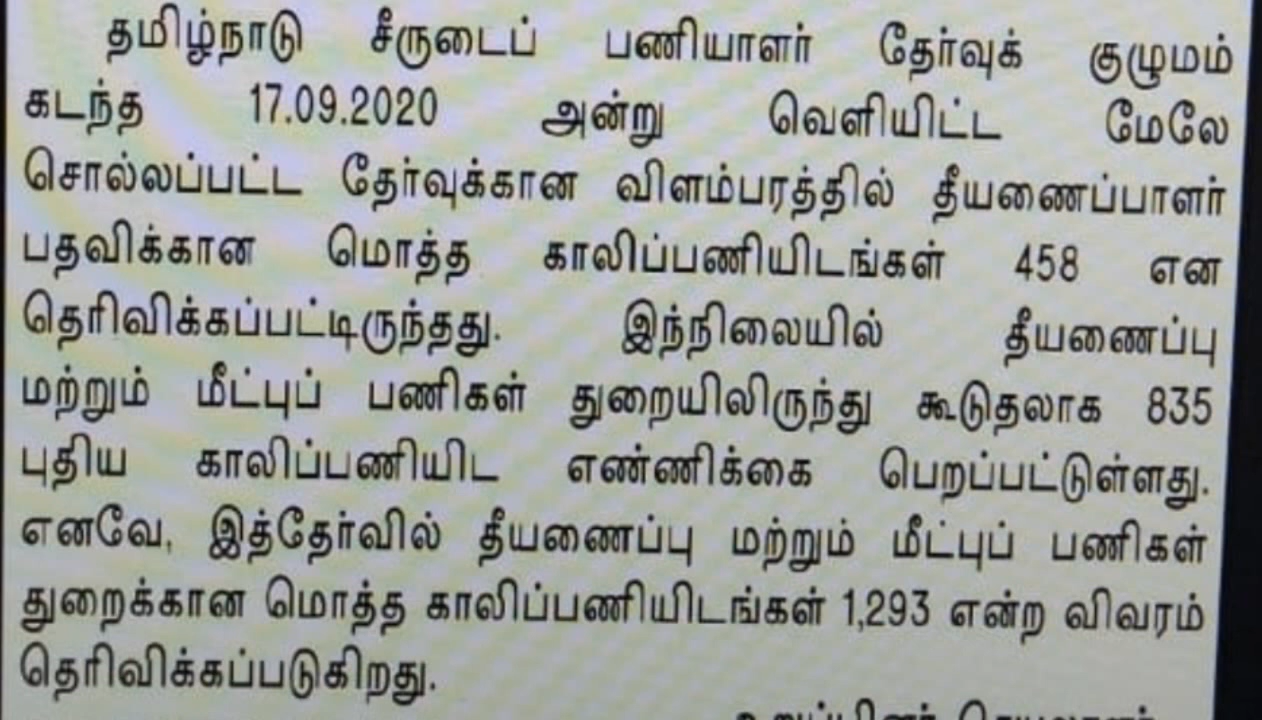 தமிழ்நாடு சீருடைப் பணியாளர் தேர்வுக் குழுமம்
கடந்த 17.09.2020 அன்று வெளியிட்ட மேலே
சொல்லப்பட்ட தேர்வுக்கான விளம்பரத்தில் தீயணைப்பாளர்
பதவிக்கான மொத்த காலிப்பணியிடங்கள் 458 என
தெரிவிக்கப்பட்டிருந்தது. இந்நிலையில் தீயணைப்பு
மற்றும் மீட்புப் பணிகள் துறையிலிருந்து கூடுதலாக 835
புதிய காலிப்பணியிட எண்ணிக்கை பெறப்பட்டுள்ளது.
எனவே, இத்தேர்வில் தீயணைப்பு மற்றும் மீட்புப் பணிகள்
துறைக்கான மொத்த காலிப்பணியிடங்கள் 1,293 என்ற விவரம்
தெரிவிக்கப்படுகிறது.